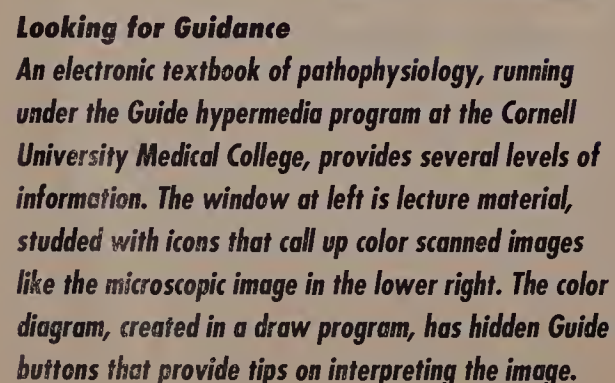 Looking for Guidance
An electronic textbook of pathophysiology, running
under the Guide hypermedia program at the Cornell
University Medical College, provides several levels of
information. The window at left is lecture material,
studded with icons that call up color scanned images
like the microscopic image in the lower right. The color
diagram, created in a draw program, has hidden Guide
buttons that provide tips on interpreting the image.